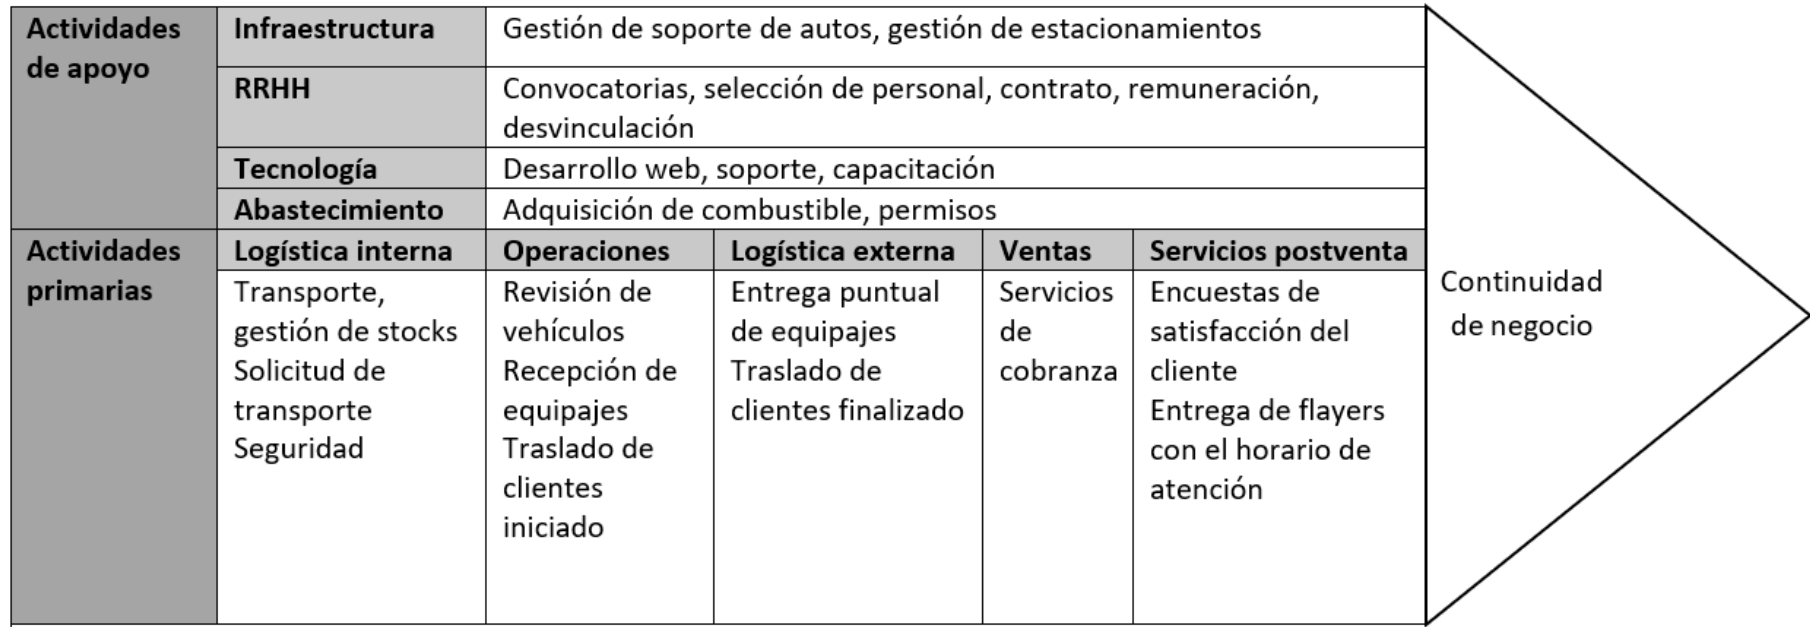 Actividades
de apoyo
Infraestructura
Gestión de soporte de autos, gestión de estacionamientos
RRHH
Convocatorias, selección de personal, contrato, remuneración,
desvinculación
Tecnología
Desarrollo web, soporte, capacitación
Abastecimiento
Adquisición de combustible, permisos
Actividades
primarias
Logística interna
Operaciones
Logística externa
Ventas
Servicios postventa
Transporte,
gestión de stocks
Solicitud de
transporte
Seguridad
Revisión de
vehículos
Recepción de
equipajes
Traslado de
clientes
iniciado
Entrega puntual
de equipajes
Traslado de
clientes finalizado
Servicios
de
cobranza
Encuestas de
satisfacción del
cliente
Entrega de flayers
con el horario de
atención
Continuidad
de negocio